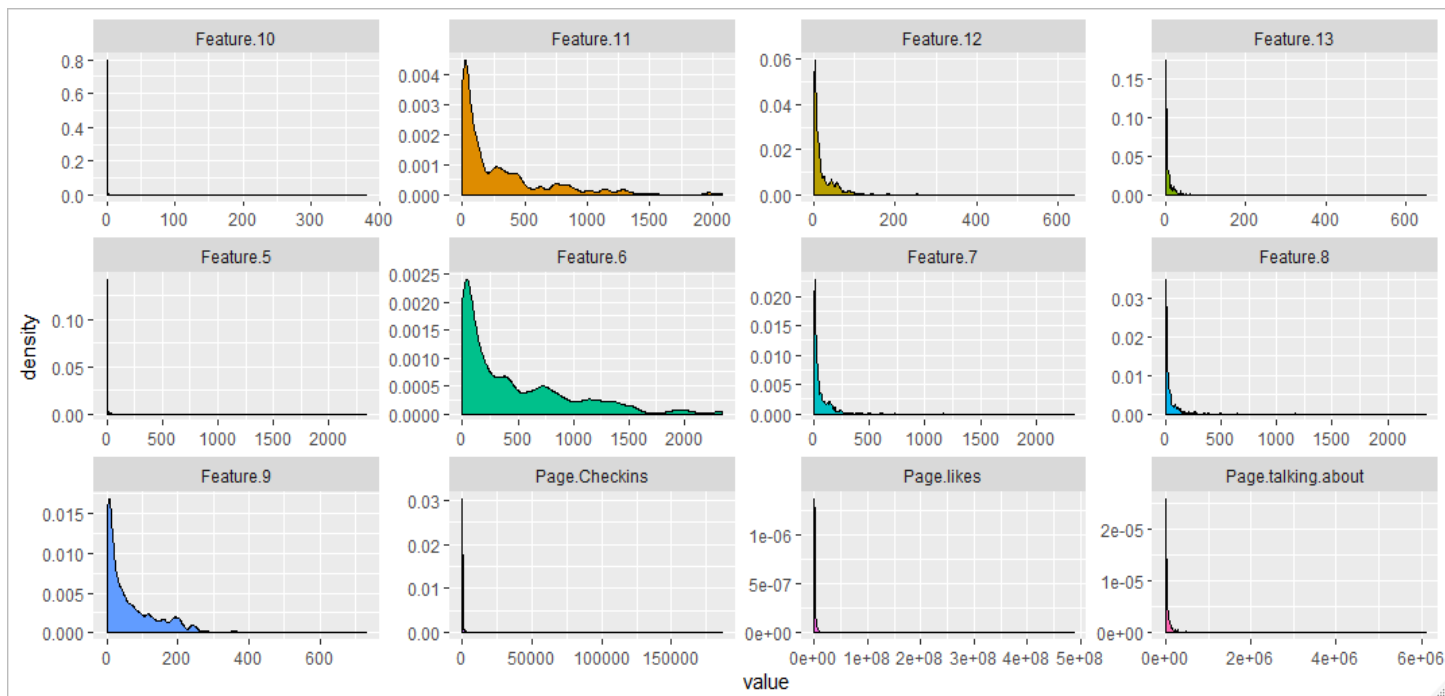 Feature.10 Feature.11 Feature.12 Feature.13
0.8 0.6 0.4 0.2 0.0
0 100 200 300 400
0.004 0.003 0.002 0.001 0.000
0 500 1000 1500 2000
0.06 0.04 0.02 0.00
0 200 400 600
0.15 0.10 0.05 0.00
0 200 400 600
Feature.5 Feature.6 Feature.7 Feature.8
density
0.10 0.05 0.00
0 500 1000 1500 2000
0.0025 0.0020 0.0015 0.0010 0.0005 0.0000
0 500 1000 1500 2000
0.020 0.015 0.010 0.005 0.000
0 500 1000 1500 2000
0.03 0.02 0.01 0.00
0 500 1000 1500 2000
Feature.9 Page.Checkins Page.likes Page.talking.about
0.015 0.010 0.005 0.000
0 200 400 600
0.03 0.02 0.01 0.00
0 50000 100000 150000
1e-06 5e-07 0e+00
0e+00 1e+08 2e+08 3e+08 4e+08 5e+08
2e-05 1e-05 0e+00
0e+00 2e+06 4e+06 6e+06
value